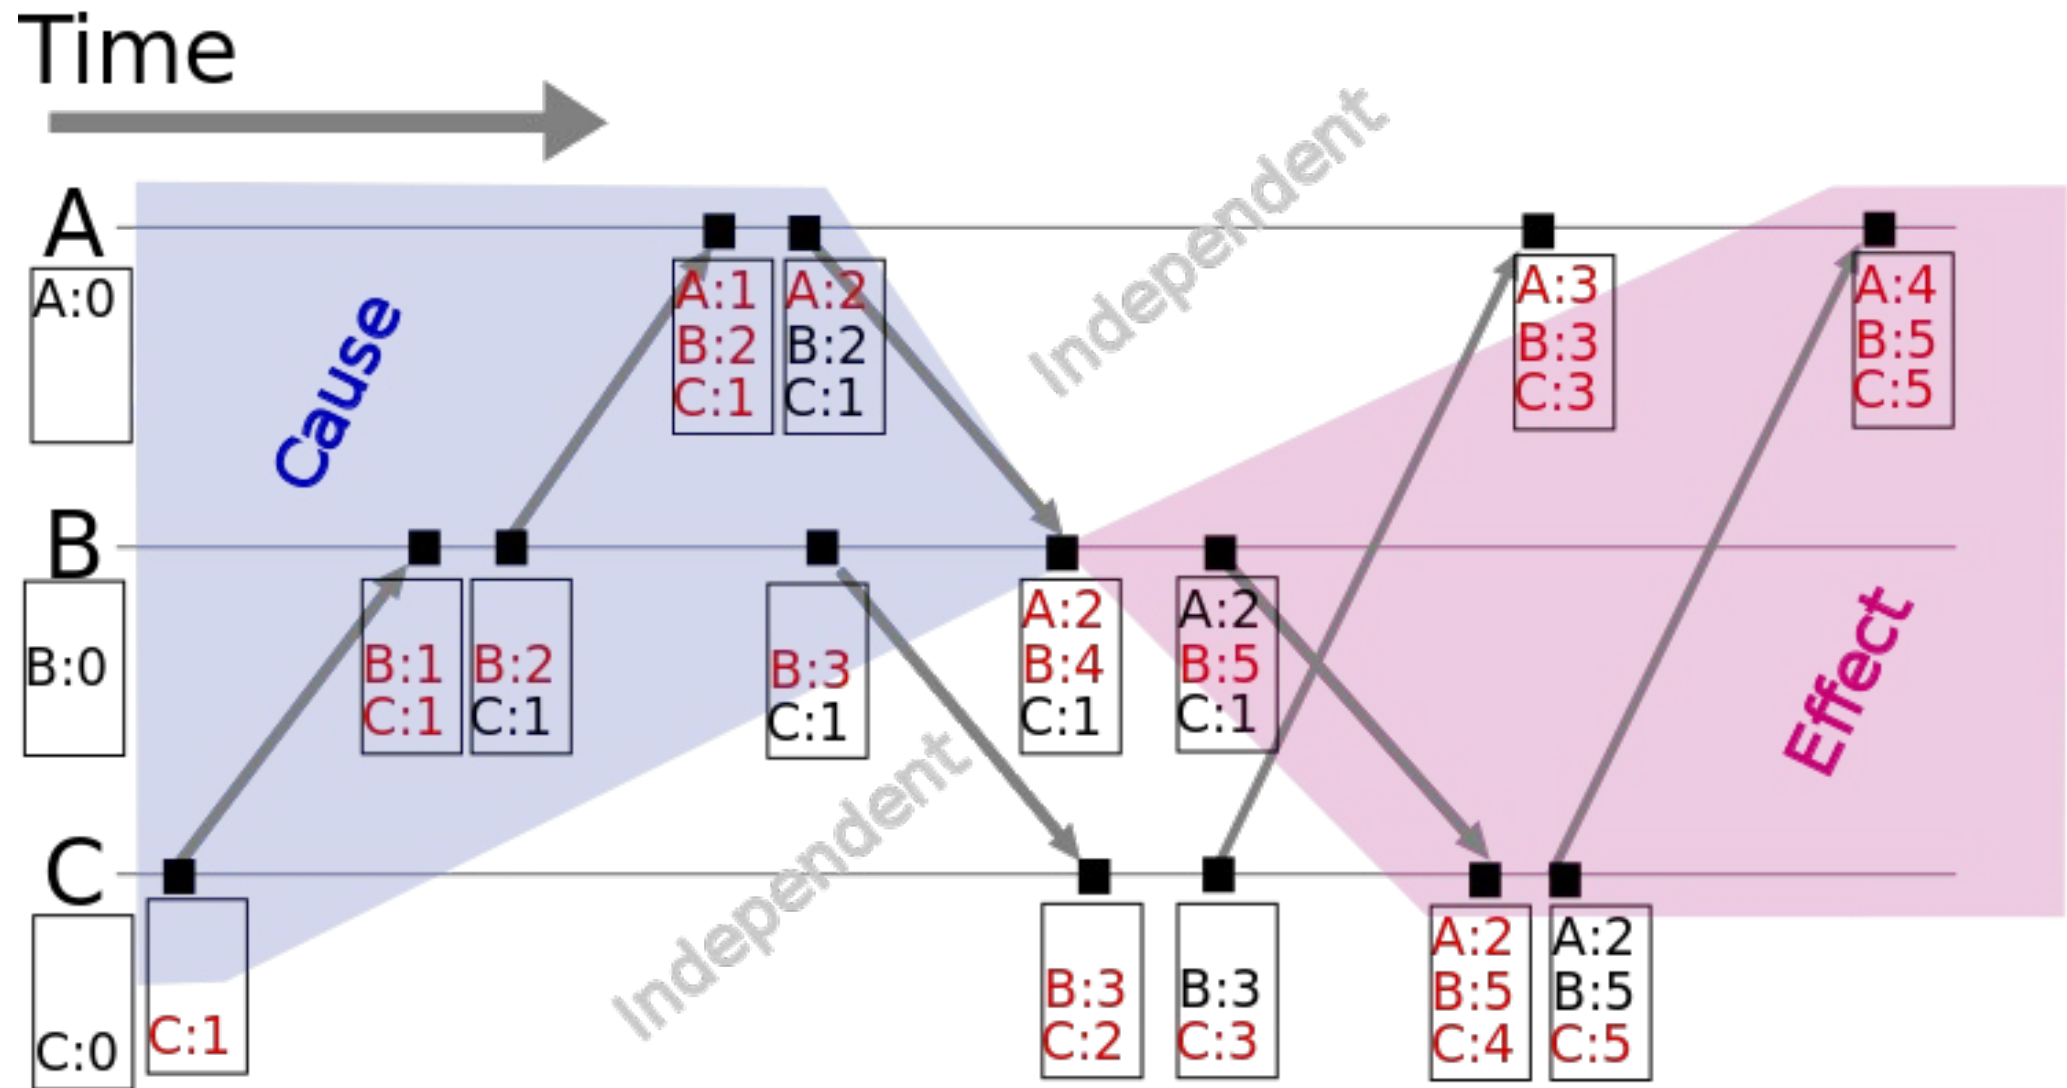 Time
A
A:0
Cause
A:1
B:2
C:1
A:2
B:2
C:1
Independent
A:3
B:3
C:3
A:4
B:5
C:5
B
B:0
B:1
C:1
B:2
C:1
B:3
C:1
A:2
B:4
C:1
A:2
B:5
C:1
Effect
C
C:0
C:1
Independent
B:3
C:2
B:3
C:3
A:2
B:5
C:4
A:2
B:5
C:5